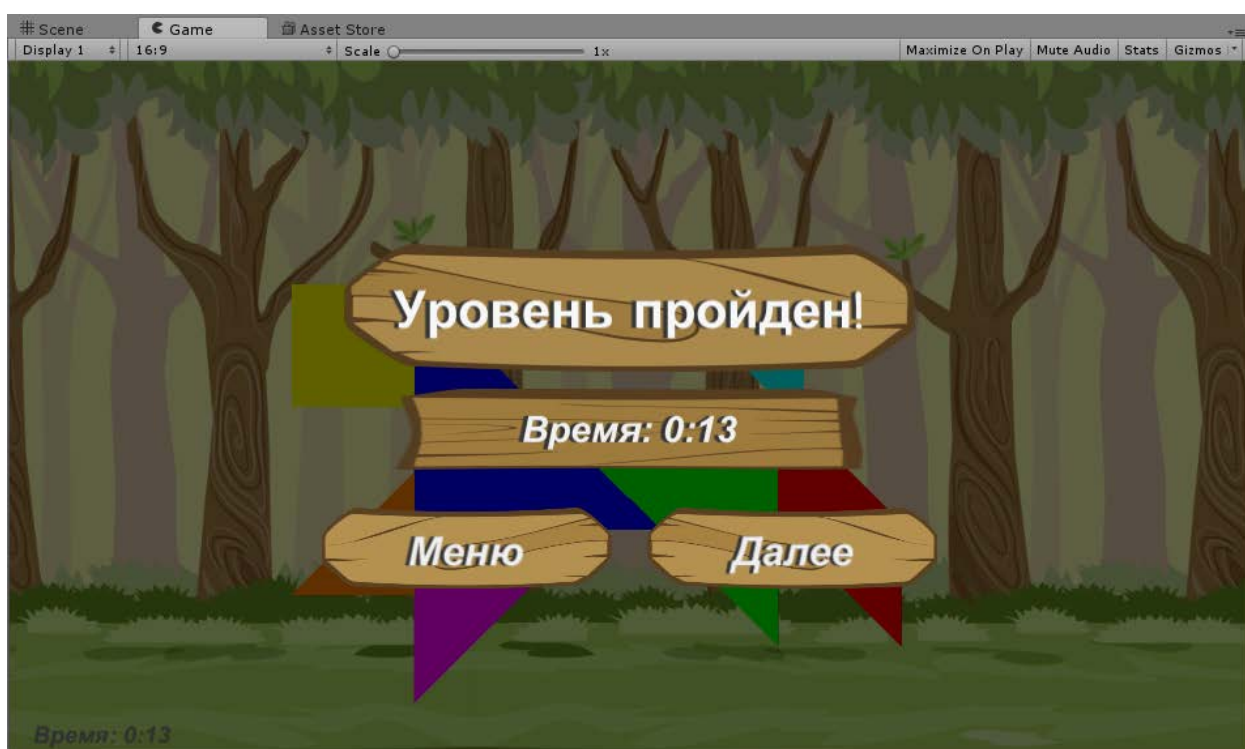 Scene Game Asset Store
Display 1 16:9 Scale 1x Maximize On Play Mute Audio Stats Gizmos
Уровень пройден!
Время: 0:13
Меню Далее
Время: 0:13